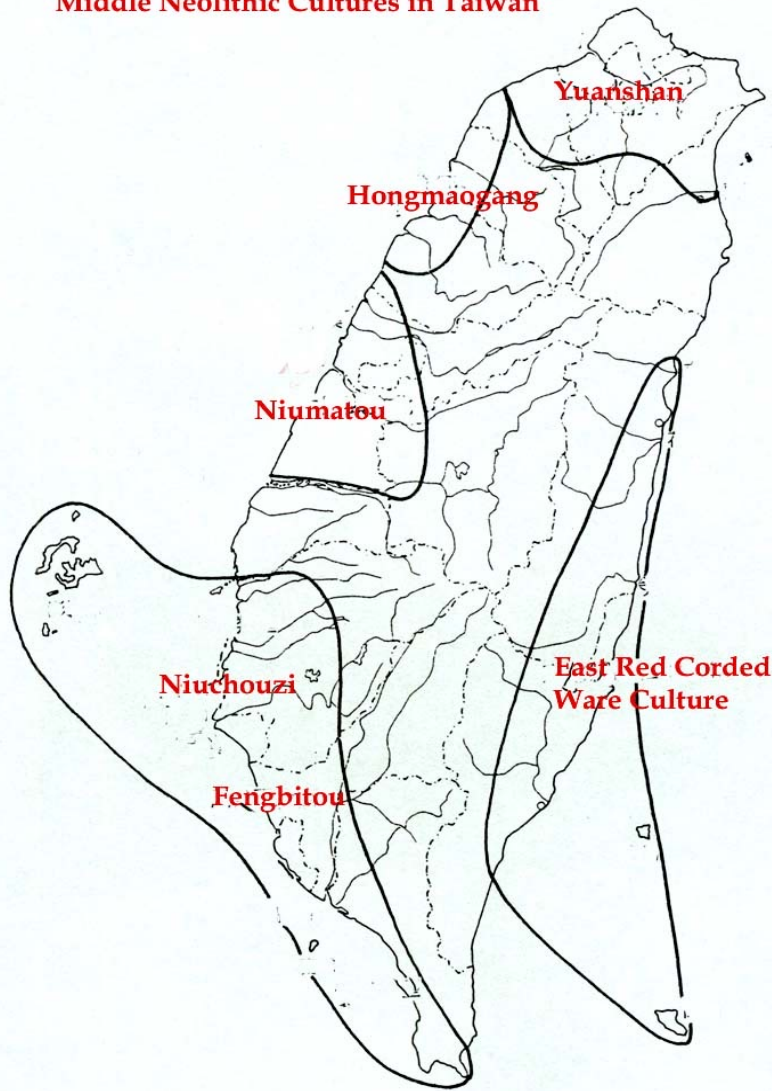 Middle Neolithic Cultures in Taiwan
Yuanshan
Hongmaogang
Niumatou
East Red Corded
Ware Culture
Niuchouzi
Fengbitou